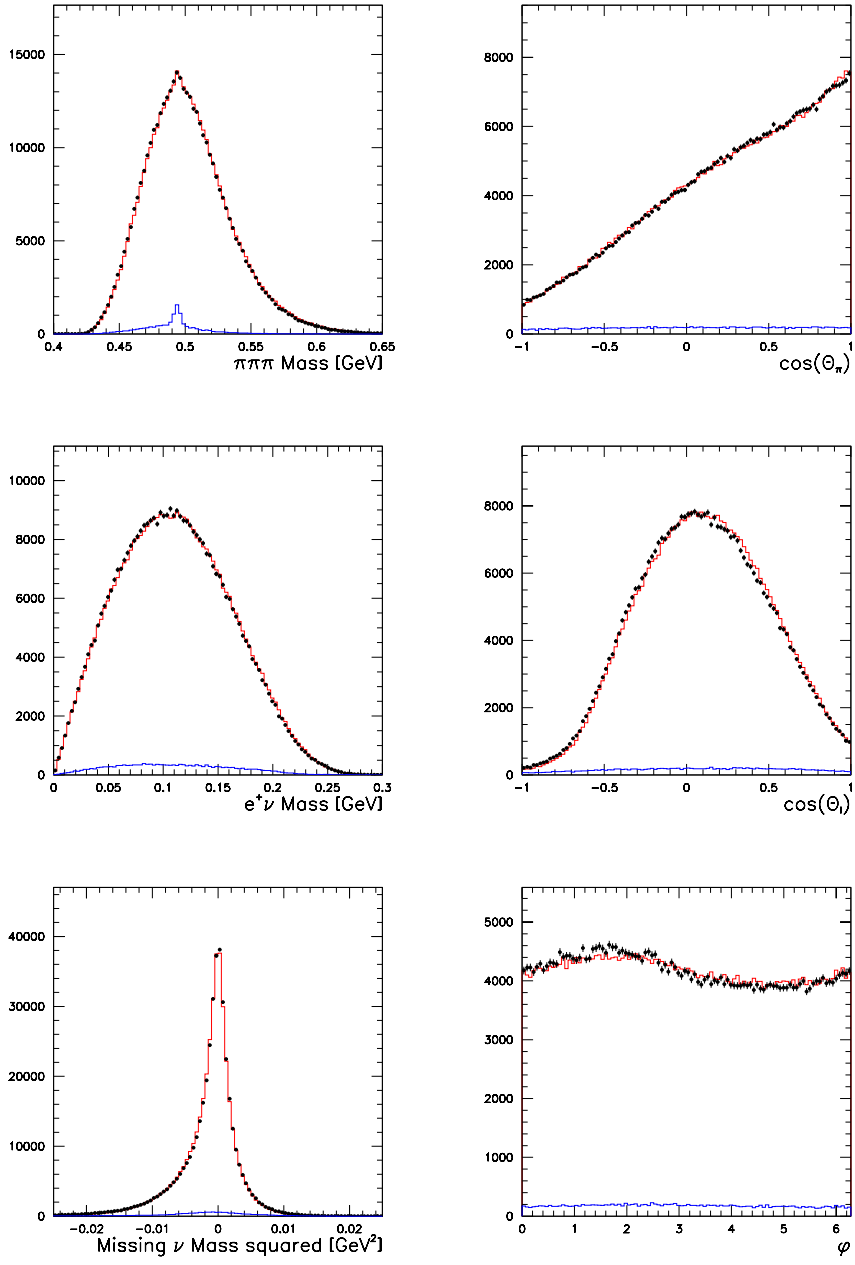 15000
10000
5000
0
0.4 0.45 0.5 0.55 0.6 0.65
πππ Mass [GeV]
8000
6000
4000
2000
0
−1 −0.5 0 0.5 1
cos(Θπ)
10000
8000
6000
4000
2000
0
0 0.05 0.1 0.15 0.2 0.25 0.3
e⁺ν Mass [GeV]
8000
6000
4000
2000
0
−1 −0.5 0 0.5 1
cos(Θl)
40000
30000
20000
10000
0
−0.02 −0.01 0 0.01 0.02
Missing ν Mass squared [GeV²]
5000
4000
3000
2000
1000
0
0 1 2 3 4 5 6
φ